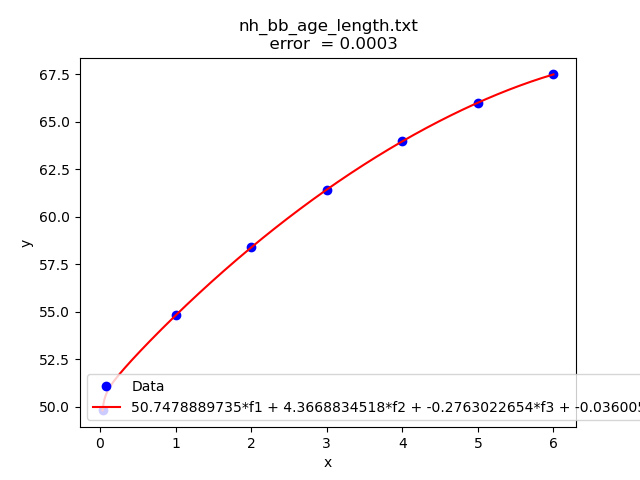 nh_bb_age_length.txt
error = 0.0003
67.5
65.0
62.5
60.0
57.5
55.0
52.5
50.0
y
Data
50.7478889735*f1 + 4.3668834518*f2 + -0.2763022654*f3 + -0.036005
0 1 2 3 4 5 6
x